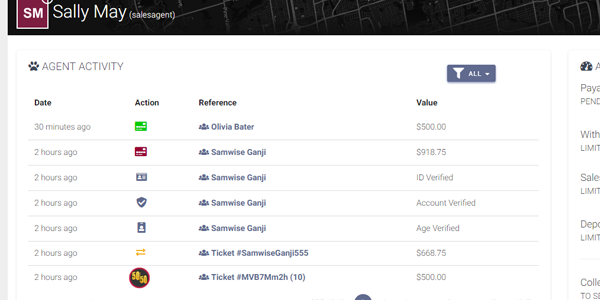 SM Sally May (salesagent)
AGENT ACTIVITY
ALL
Date Action Reference Value
30 minutes ago Olivia Bater $500.00
2 hours ago Samwise Ganji $918.75
2 hours ago Samwise Ganji ID Verified
2 hours ago Samwise Ganji Account Verified
2 hours ago Samwise Ganji Age Verified
2 hours ago Ticket #SamwiseGanji555 $668.75
2 hours ago 50/50 Ticket #MVB7Mm2h (10) $500.00
A
Paya
PEND
With
LIMIT
Sales
LIMIT
Depo
LIMIT
Colle
TO SE